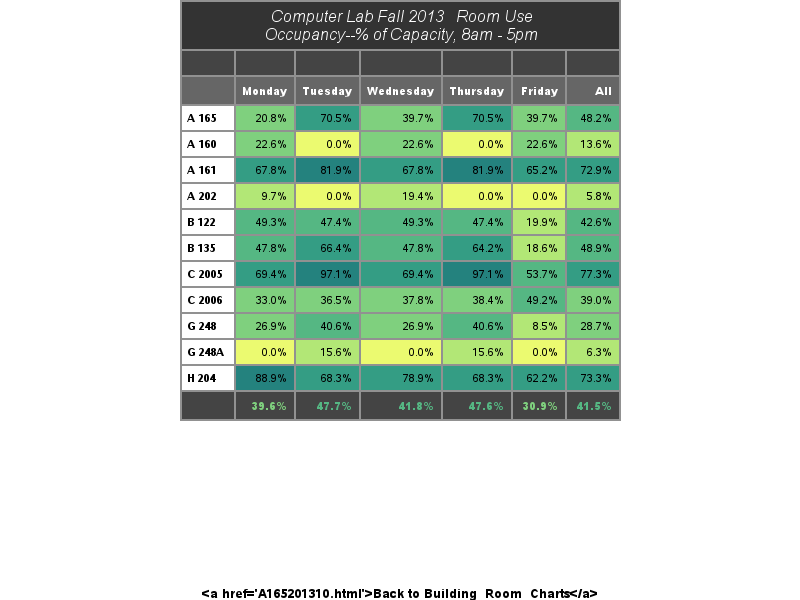 Computer Lab Fall 2013 Room Use
Occupancy--% of Capacity, 8am - 5pm
Monday Tuesday Wednesday Thursday Friday All
A 165 20.8% 70.5% 39.7% 70.5% 39.7% 48.2%
A 160 22.6% 0.0% 22.6% 0.0% 22.6% 13.6%
A 161 67.8% 81.9% 67.8% 81.9% 65.2% 72.9%
A 202 9.7% 0.0% 19.4% 0.0% 0.0% 5.8%
B 122 49.3% 47.4% 49.3% 47.4% 19.9% 42.6%
B 135 47.8% 66.4% 47.8% 64.2% 18.6% 48.9%
C 2005 69.4% 97.1% 69.4% 97.1% 53.7% 77.3%
C 2006 33.0% 36.5% 37.8% 38.4% 49.2% 39.0%
G 248 26.9% 40.6% 26.9% 40.6% 8.5% 28.7%
G 248A 0.0% 15.6% 0.0% 15.6% 0.0% 6.3%
H 204 88.9% 68.3% 78.9% 68.3% 62.2% 73.3%
39.6% 47.7% 41.8% 47.6% 30.9% 41.5%
<a href='A165201310.html'>Back to Building Room Charts</a>